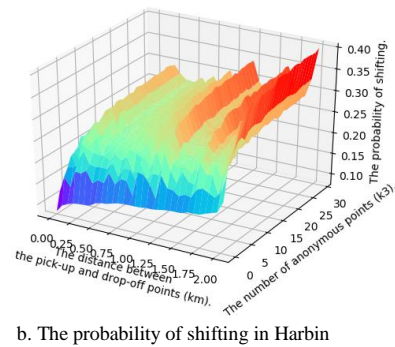 0.40
0.35
0.30
0.25
0.20
0.15
0.10
The probability of shifting.
0.00 0.25 0.50 0.75 1.00 1.25 1.50 1.75 2.00
The distance between
the pick-up and drop-off points (km).
0 5 10 15 20 25 30
The number of anonymous points (k3).
b. The probability of shifting in Harbin